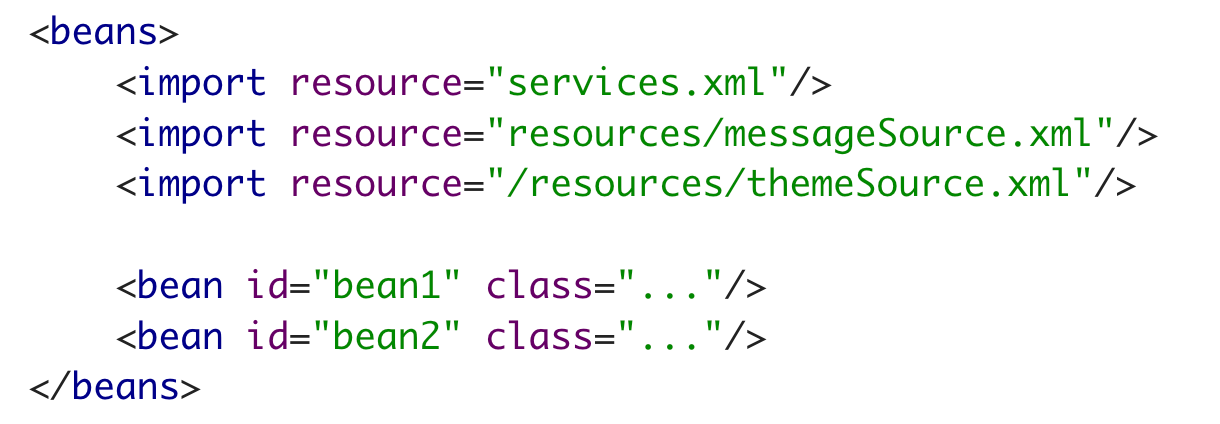 <beans>
    <import resource="services.xml"/>
    <import resource="resources/messageSource.xml"/>
    <import resource="/resources/themeSource.xml"/>

    <bean id="bean1" class="..."/>
    <bean id="bean2" class="..."/>
</beans>